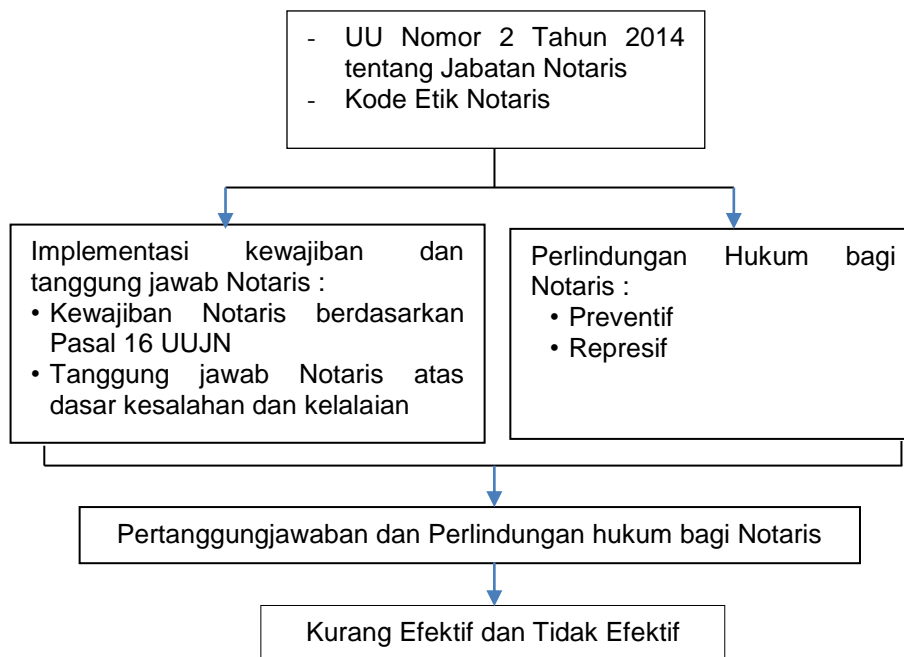 - UU Nomor 2 Tahun 2014
tentang Jabatan Notaris
- Kode Etik Notaris
Implementasi kewajiban dan
tanggung jawab Notaris :
• Kewajiban Notaris berdasarkan
Pasal 16 UUJN
• Tanggung jawab Notaris atas
dasar kesalahan dan kelalaian
Perlindungan Hukum bagi
Notaris :
• Preventif
• Represif
Pertanggungjawaban dan Perlindungan hukum bagi Notaris
Kurang Efektif dan Tidak Efektif